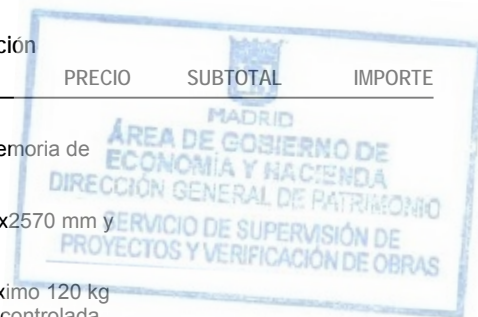 ción
PRECIO SUBTOTAL IMPORTE
MADRID
ÁREA DE GOBIERNO DE
emoria de
ECONOMÍA Y HACIENDA
DIRECCIÓN GENERAL DE PATRIMONIO
x2570 mm y
SERVICIO DE SUPERVISIÓN DE
PROYECTOS Y VERIFICACIÓN DE OBRAS
ximo 120 kg
controlada